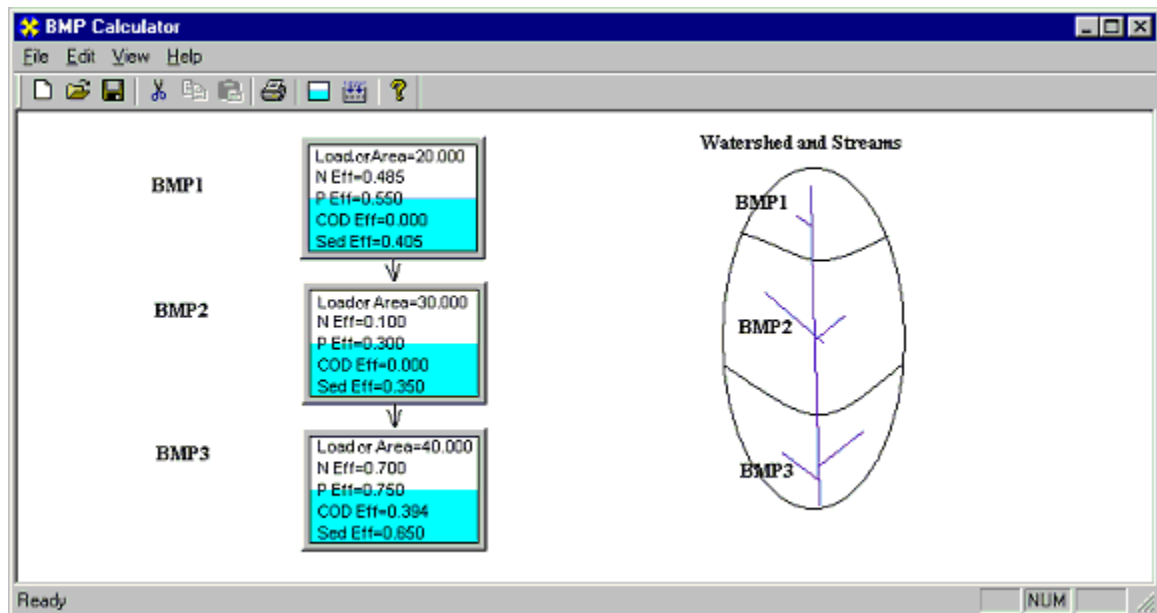 BMP Calculator
File Edit View Help
BMP1
Load or Area=20.000
N Eff=0.485
P Eff=0.550
COD Eff=0.000
Sed Eff=0.405
BMP2
Load or Area=30.000
N Eff=0.100
P Eff=0.300
COD Eff=0.000
Sed Eff=0.350
BMP3
Load or Area=40.000
N Eff=0.700
P Eff=0.750
COD Eff=0.394
Sed Eff=0.650
Watershed and Streams
BMP1
BMP2
BMP3
Ready
NUM